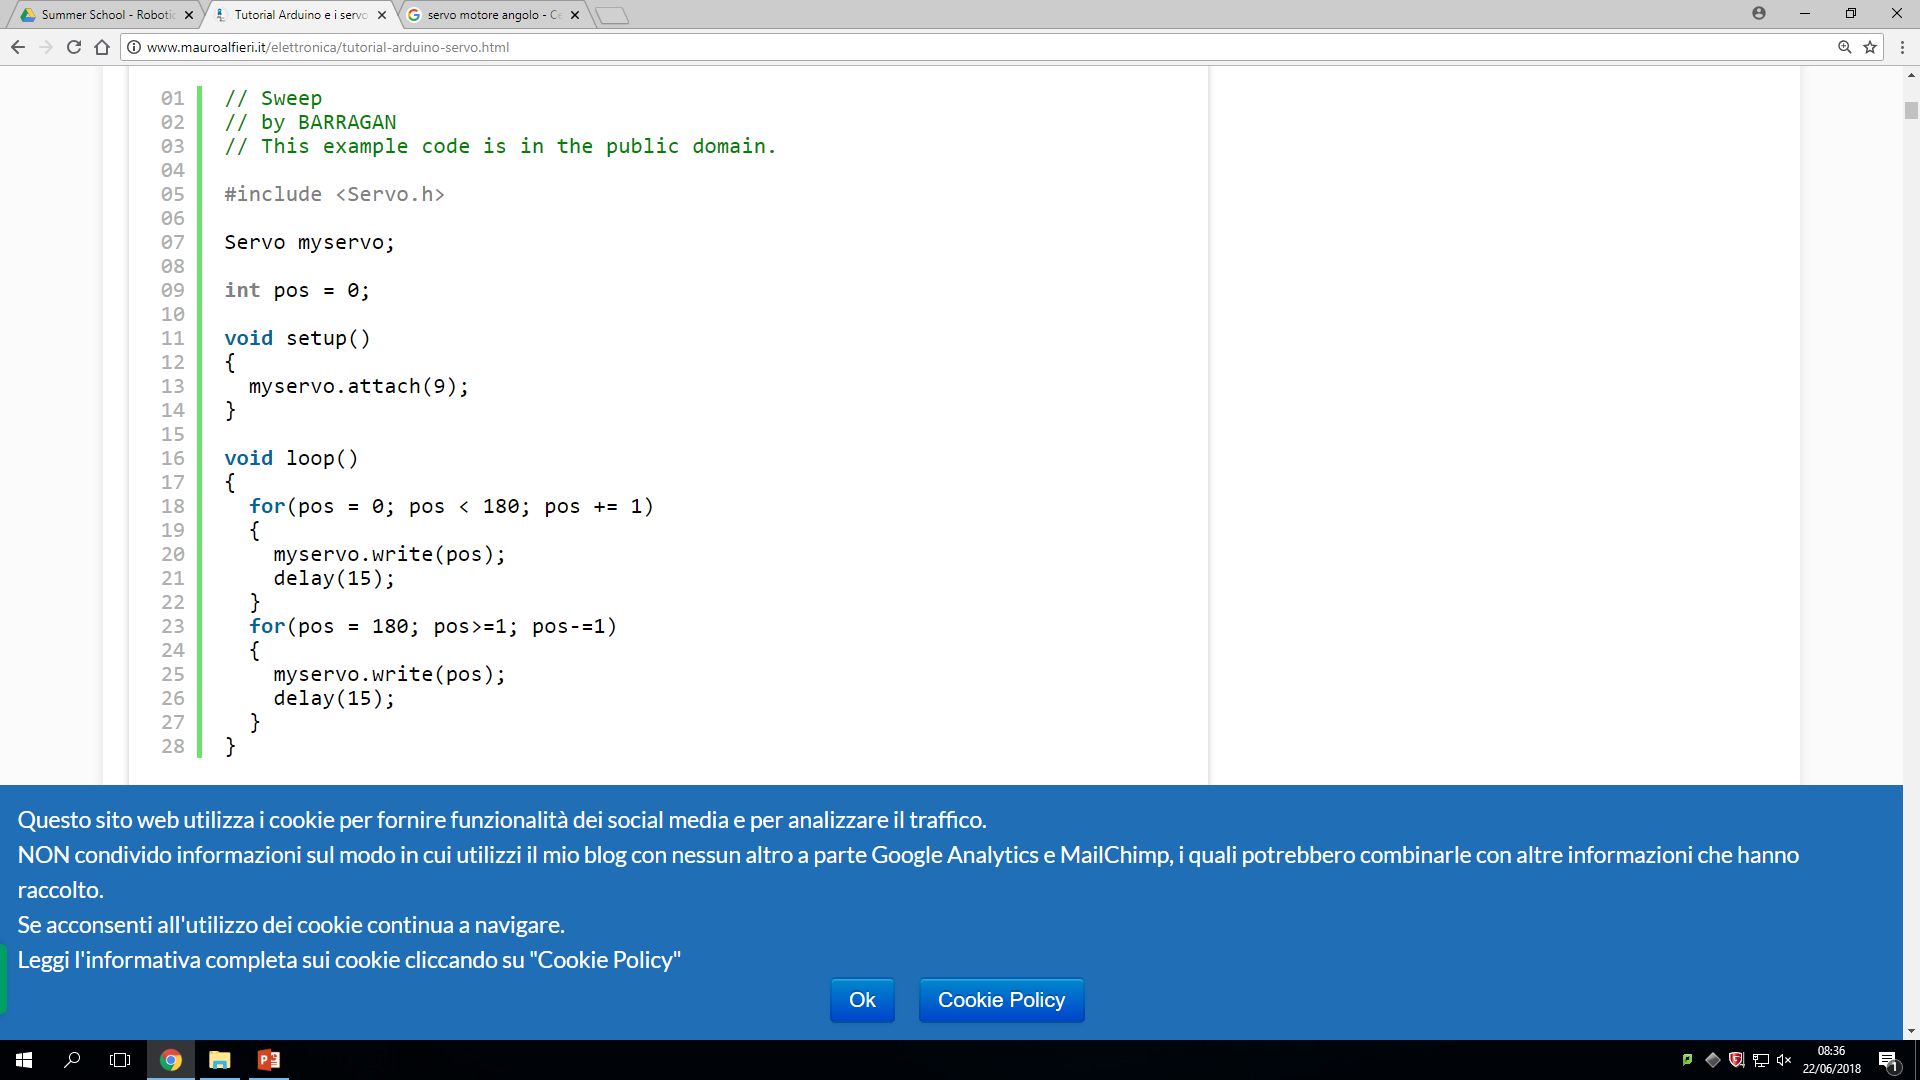 Summer School - Roboti
Tutorial Arduino e i servo
servo motore angolo - Ce
www.mauroalfieri.it/elettronica/tutorial-arduino-servo.html
01 // Sweep
02 // by BARRAGAN
03 // This example code is in the public domain.
04
05 #include <Servo.h>
06
07 Servo myservo;
08
09 int pos = 0;
10
11 void setup()
12 {
13 myservo.attach(9);
14 }
15
16 void loop()
17 {
18 for(pos = 0; pos < 180; pos += 1)
19 {
20 myservo.write(pos);
21 delay(15);
22 }
23 for(pos = 180; pos>=1; pos-=1)
24 {
25 myservo.write(pos);
26 delay(15);
27 }
28 }
Questo sito web utilizza i cookie per fornire funzionalità dei social media e per analizzare il traffico.
NON condivido informazioni sul modo in cui utilizzi il mio blog con nessun altro a parte Google Analytics e MailChimp, i quali potrebbero combinarle con altre informazioni che hanno
raccolto.
Se acconsenti all'utilizzo dei cookie continua a navigare.
Leggi l'informativa completa sui cookie cliccando su "Cookie Policy"
Ok
Cookie Policy
08:36
22/06/2018
1